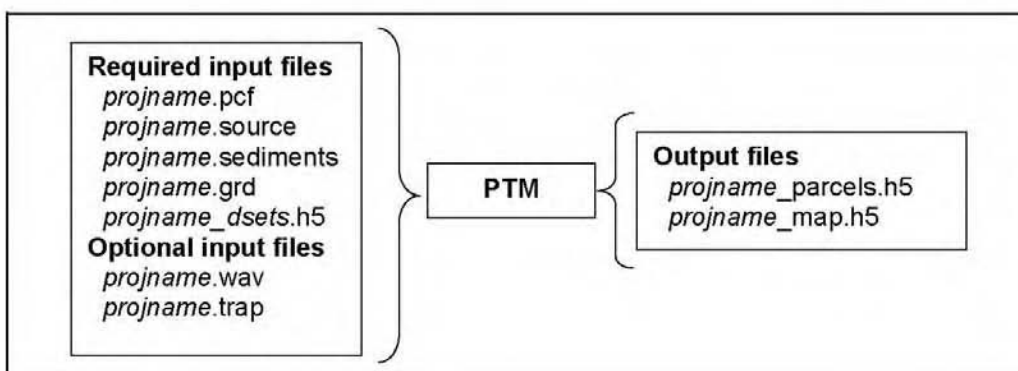 Required input files
projname.pcf
projname.source
projname.sediments
projname.grd
projname_dsets.h5
Optional input files
projname.wav
projname.trap
PTM
Output files
projname_parcels.h5
projname_map.h5